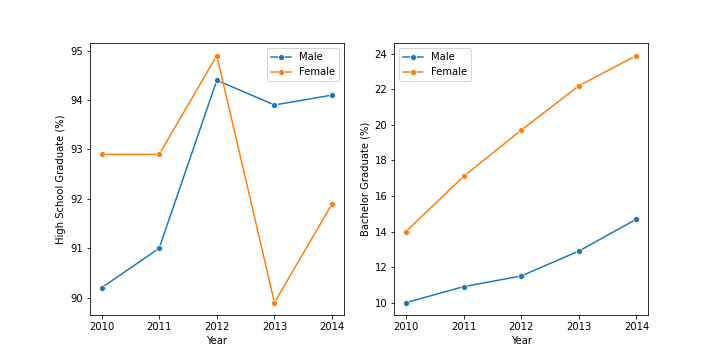 High School Graduate (%)
95
94
93
92
91
90
2010 2011 2012 2013 2014
Year
Male
Female
Bachelor Graduate (%)
24
22
20
18
16
14
12
10
2010 2011 2012 2013 2014
Year
Male
Female